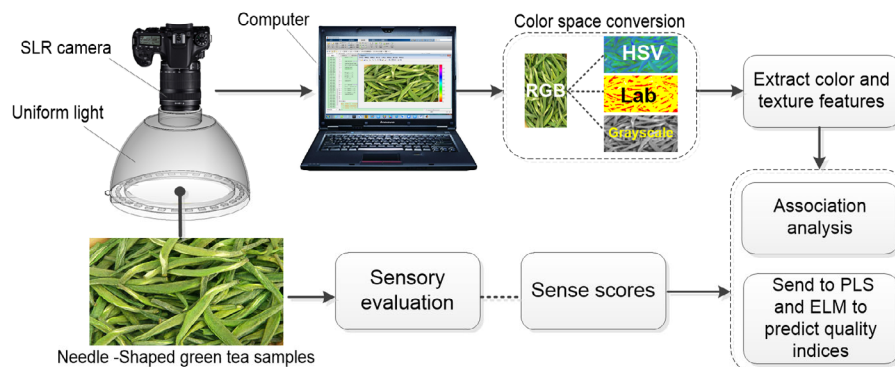 Computer
Color space conversion
SLR camera
HSV
RGB
Lab
Grayscale
Extract color and
texture features
Uniform light
Association
analysis
Sensory
evaluation
Sense scores
Send to PLS
and ELM to
predict quality
indices
Needle -Shaped green tea samples